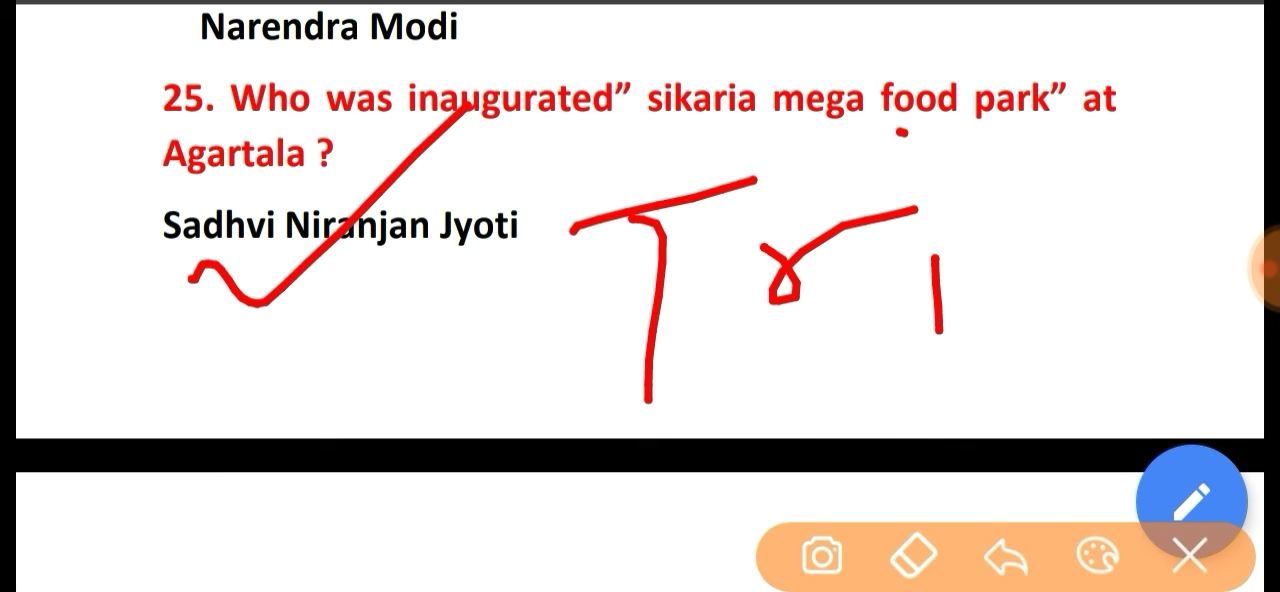 Narendra Modi
25. Who was inaugurated” sikaria mega food park” at
Agartala ?
Sadhvi Niranjan Jyoti
Tri